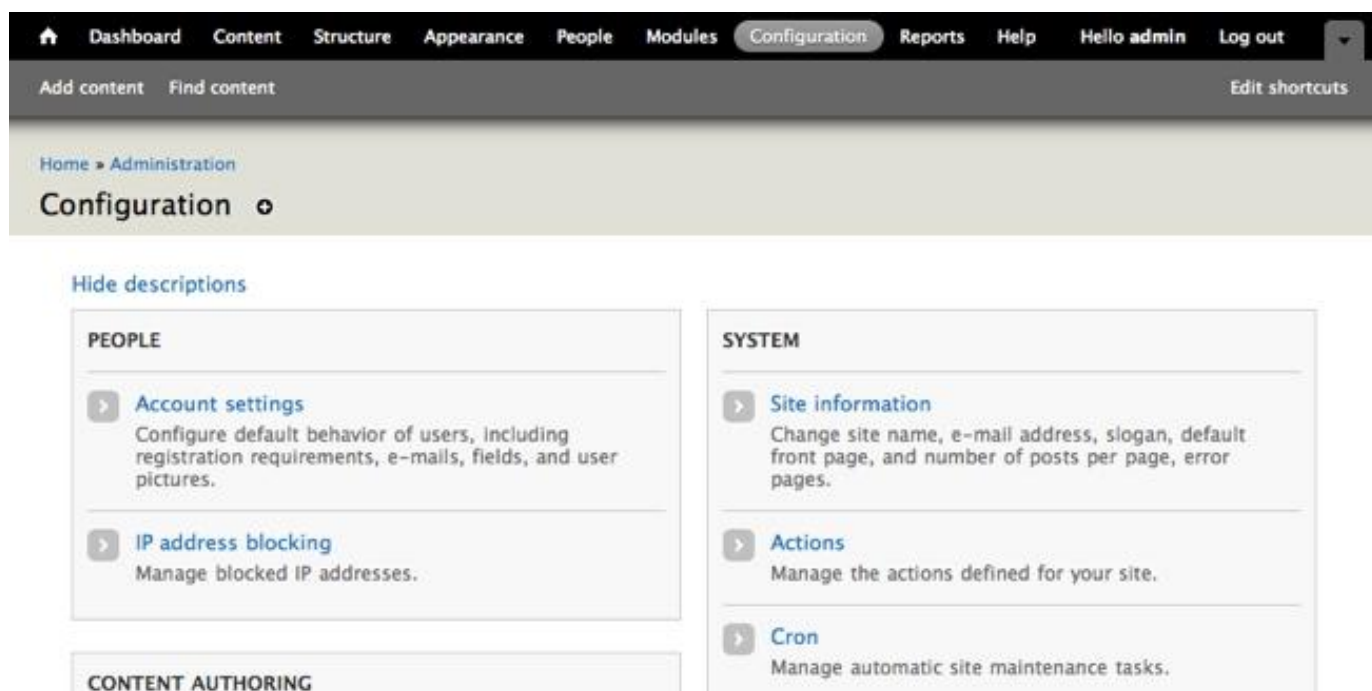 Dashboard Content Structure Appearance People Modules Configuration Reports Help Hello admin Log out
Add content Find content Edit shortcuts
Home » Administration
Configuration
Hide descriptions
PEOPLE
Account settings
Configure default behavior of users, including
registration requirements, e-mails, fields, and user
pictures.
IP address blocking
Manage blocked IP addresses.
CONTENT AUTHORING
SYSTEM
Site information
Change site name, e-mail address, slogan, default
front page, and number of posts per page, error
pages.
Actions
Manage the actions defined for your site.
Cron
Manage automatic site maintenance tasks.